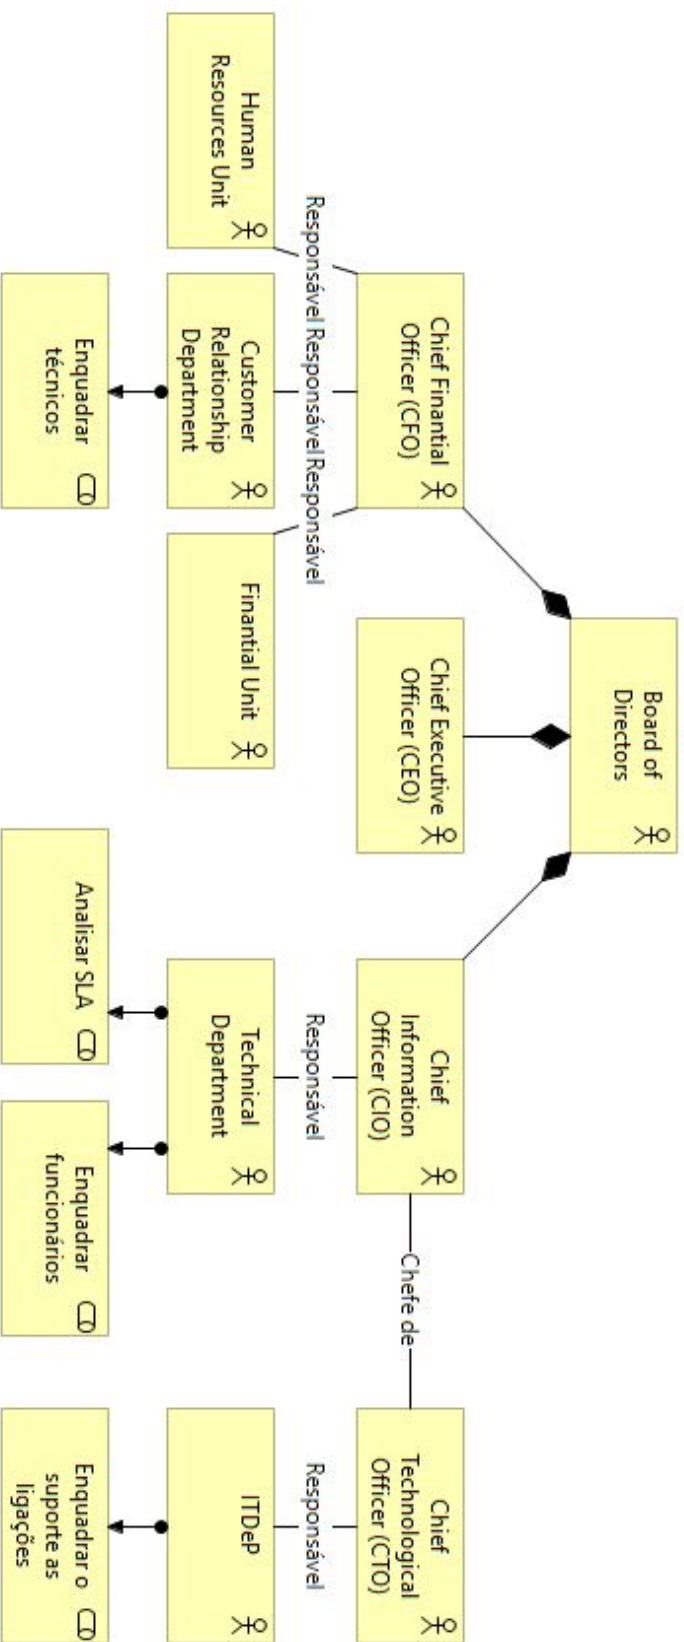 Board of
Directors
Chief Finantial
Officer (CFO)
Chief Executive
Officer (CEO)
Chief
Information
Officer (CIO)
Chefe de
Chief
Technological
Officer (CTO)
Responsável
Responsável
Responsável
Responsável
Responsável
Human
Resources Unit
Customer
Relationship
Department
Finantial Unit
Technical
Department
ITDeP
Enquadrar
técnicos
Analisar SLA
Enquadrar
funcionários
Enquadrar o
suporte as
ligações